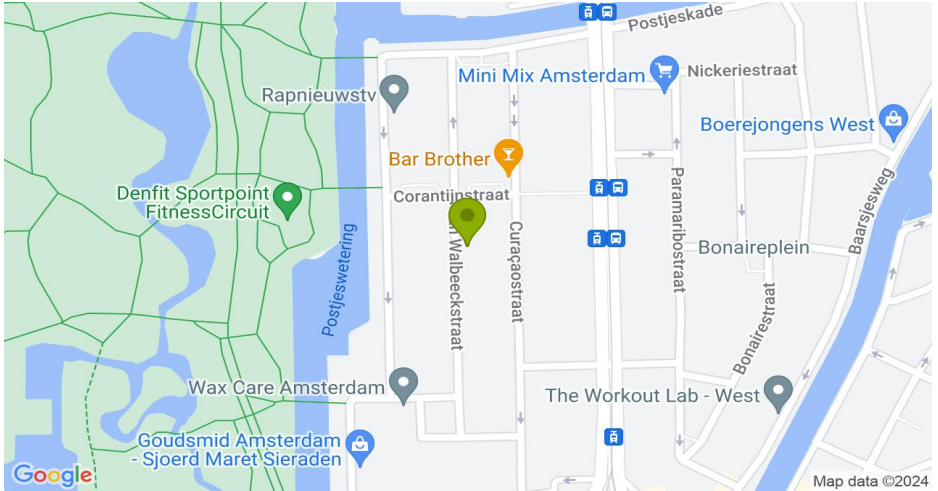 Postjeskade
Mini Mix Amsterdam
Nickeriestraat
Rapnieuwstv
Boerejongens West
Bar Brother
Denfit Sportpoint
FitnessCircuit
Corantijnstraat
Walbeeckstraat
Curaçaostraat
Paramaribostraat
Baarsjesweg
Postjeswetering
Bonaireplein
Bonairestraat
Wax Care Amsterdam
The Workout Lab - West
Goudsmid Amsterdam
- Sjoerd Maret Sieraden
Google
Map data ©2024